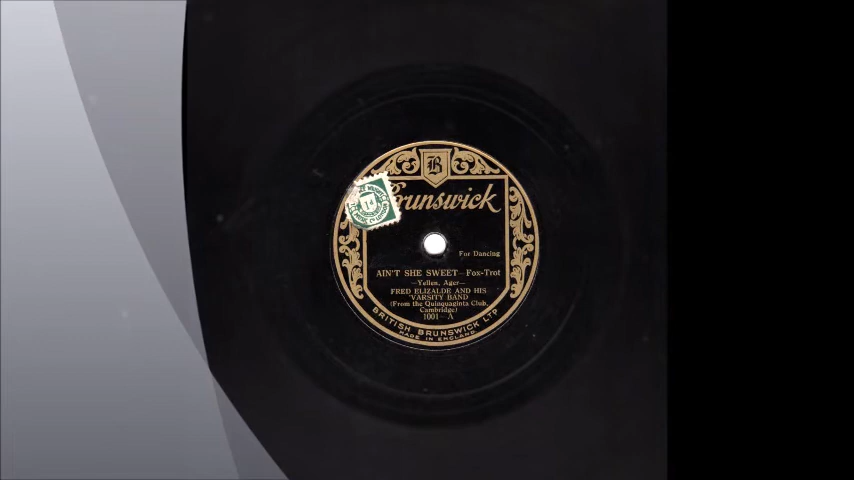 B
Brunswick
1d
For Dancing
AIN'T SHE SWEET—Fox-Trot
—Yellen, Ager—
FRED ELIZALDE AND HIS
'VARSITY BAND
(From the Quinquaginta Club,
Cambridge)
1001—A
BRITISH BRUNSWICK LTD
MADE IN ENGLAND